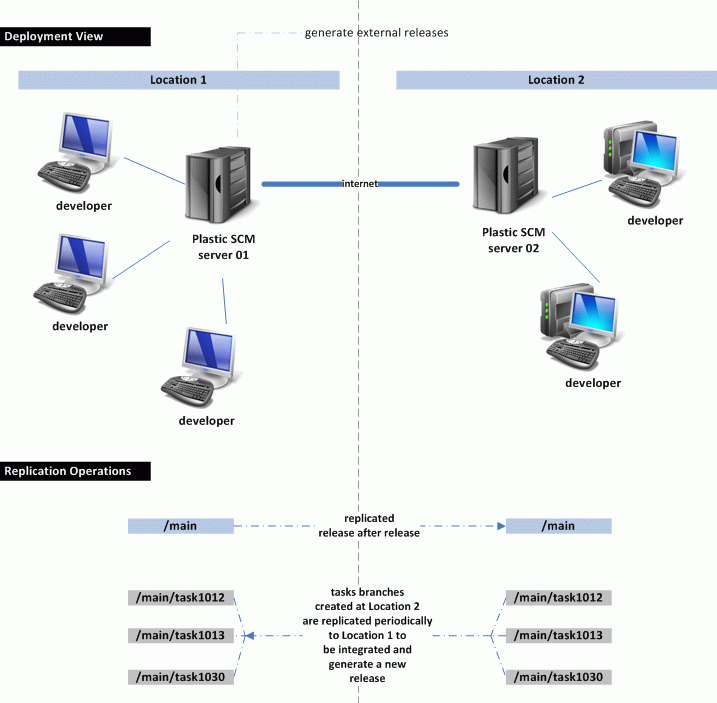 generate external releases
Deployment View
Location 1
Location 2
developer
developer
internet
Plastic SCM
server 01
Plastic SCM
server 02
developer
developer
developer
Replication Operations
/main
replicated
release after release
/main
/main/task1012
/main/task1013
/main/task1030
tasks branches
created at Location 2
are replicated periodically
to Location 1 to
be integrated and
generate a new
release
/main/task1012
/main/task1013
/main/task1030